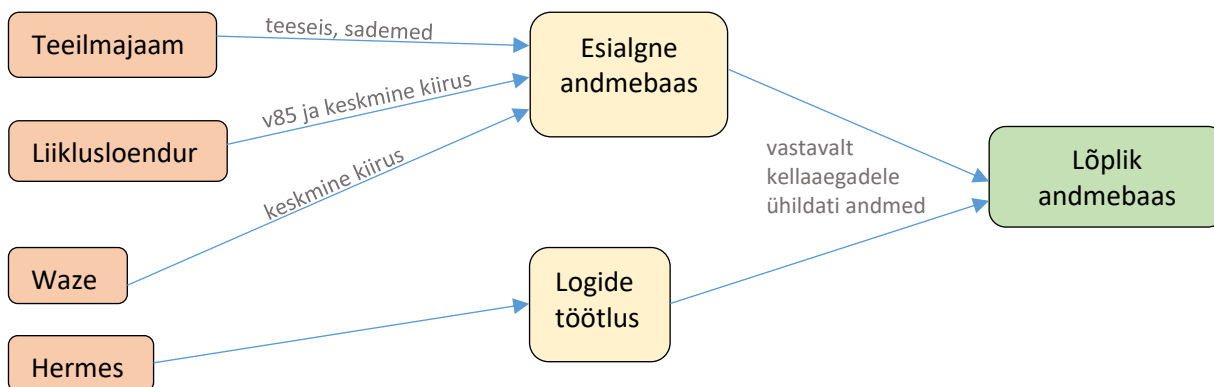 Teeilmajaam
teeseis, sademed
Esialgne
andmebaas
Liiklusloendur
v85 ja keskmine kiirus
keskmine kiirus
vastavalt
kellaaegadele
ühildati andmed
Lõplik
andmebaas
Waze
Logide
töötlus
Hermes